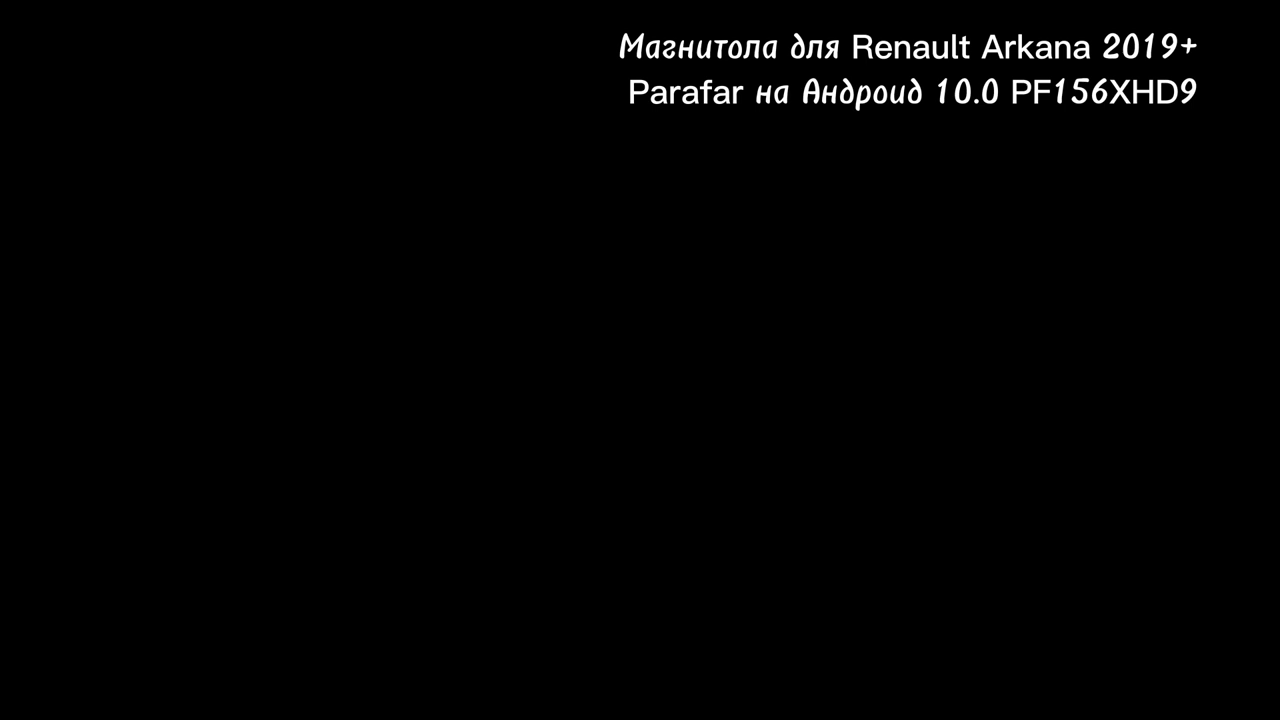 Магнитола для Renault Arkana 2019+
Parafar на Андроид 10.0 PF156XHD9